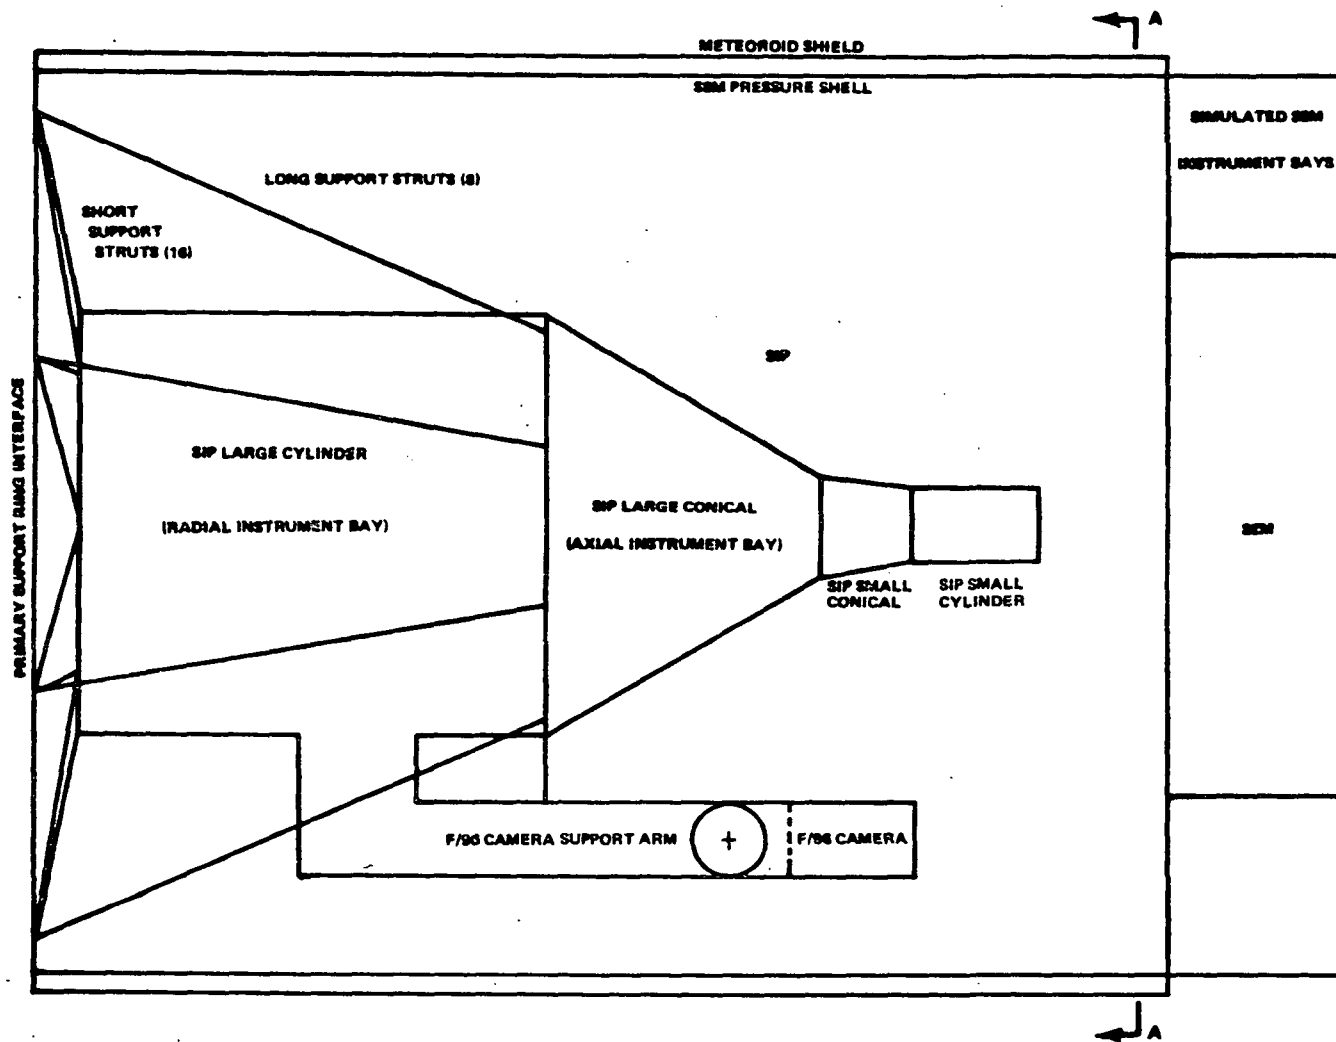 A
METEOROID SHIELD
SSM PRESSURE SHELL
SIMULATED SSM
INSTRUMENT BAYS
LONG SUPPORT STRUTS (8)
SHORT
SUPPORT
STRUTS (16)
SIP
PRIMARY SUPPORT RING INTERFACE
SIP LARGE CYLINDER
(RADIAL INSTRUMENT BAY)
SIP LARGE CONICAL
(AXIAL INSTRUMENT BAY)
SEM
SIP SMALL
CONICAL
SIP SMALL
CYLINDER
F/96 CAMERA SUPPORT ARM
F/96 CAMERA
A